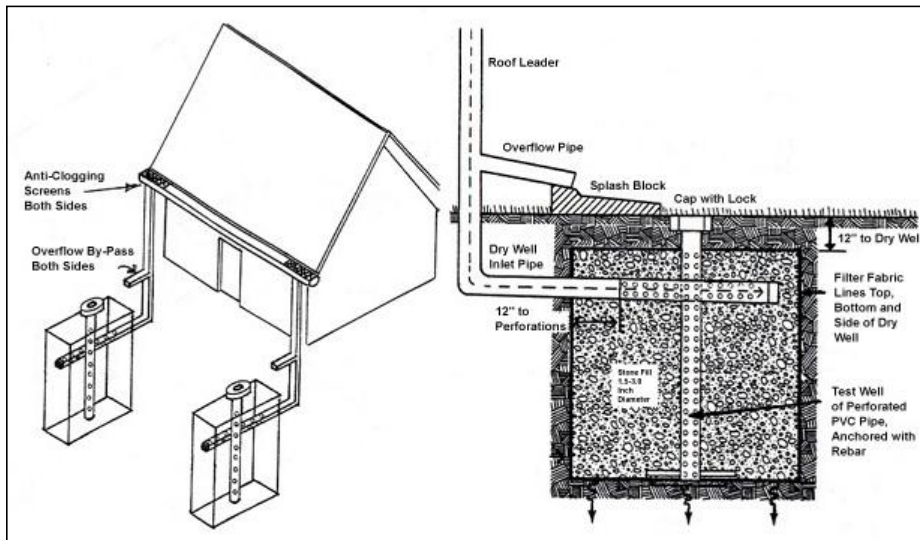 Anti-Clogging
Screens
Both Sides
Overflow By-Pass
Both Sides
Roof Leader
Overflow Pipe
Splash Block
Cap with Lock
12" to Dry Well
Dry Well
Inlet Pipe
12" to
Perforations
Filter Fabric
Lines Top,
Bottom and
Side of Dry
Well
Stone Fill
1.5-3.0
Inch
Diameter
Test Well
of Perforated
PVC Pipe,
Anchored with
Rebar